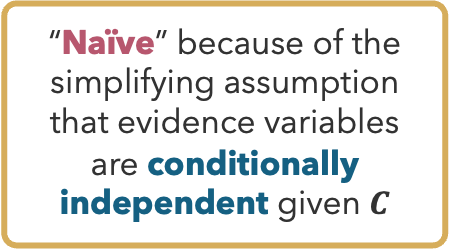 “Naïve” because of the
simplifying assumption
that evidence variables
are conditionally
independent given C